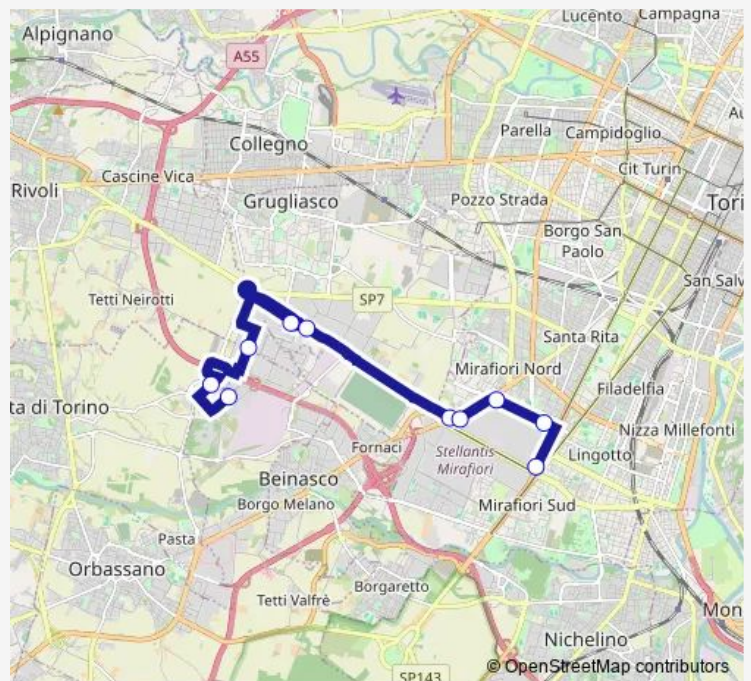 Lucento
Campagna
Alpignano
A55
Parella
Campidoglio
Collegno
Cit Turin
Cascine Vica
Rivoli
Grugliasco
Pozzo Strada
Tori
Borgo San
Paolo
San Salv
Tetti Neirotti
SP7
Santa Rita
Mirafiori Nord
Filadelfia
ta di Torino
Nizza Millefonti
Fornaci
Stellantis
Mirafiori
Lingotto
Beinasco
Borgo Melano
Mirafiori Sud
Pasta
Orbassano
Borgaretto
Tetti Valfrè
Mon
Nichelino
SP143
© OpenStreetMap contributors